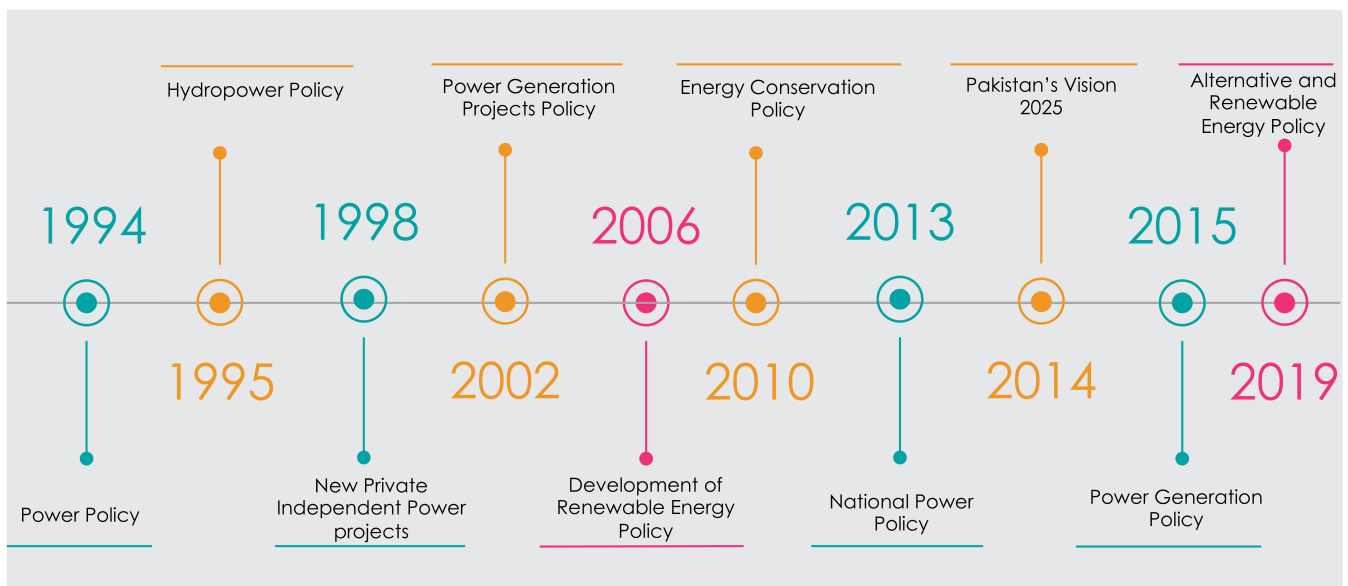 Hydropower Policy
Power Generation
Projects Policy
Energy Conservation
Policy
Pakistan's Vision
2025
Alternative and
Renewable
Energy Policy
1994
1998
2006
2013
2015
1995
2002
2010
2014
2019
Power Policy
New Private
Independent Power
projects
Development of
Renewable Energy
Policy
National Power
Policy
Power Generation
Policy